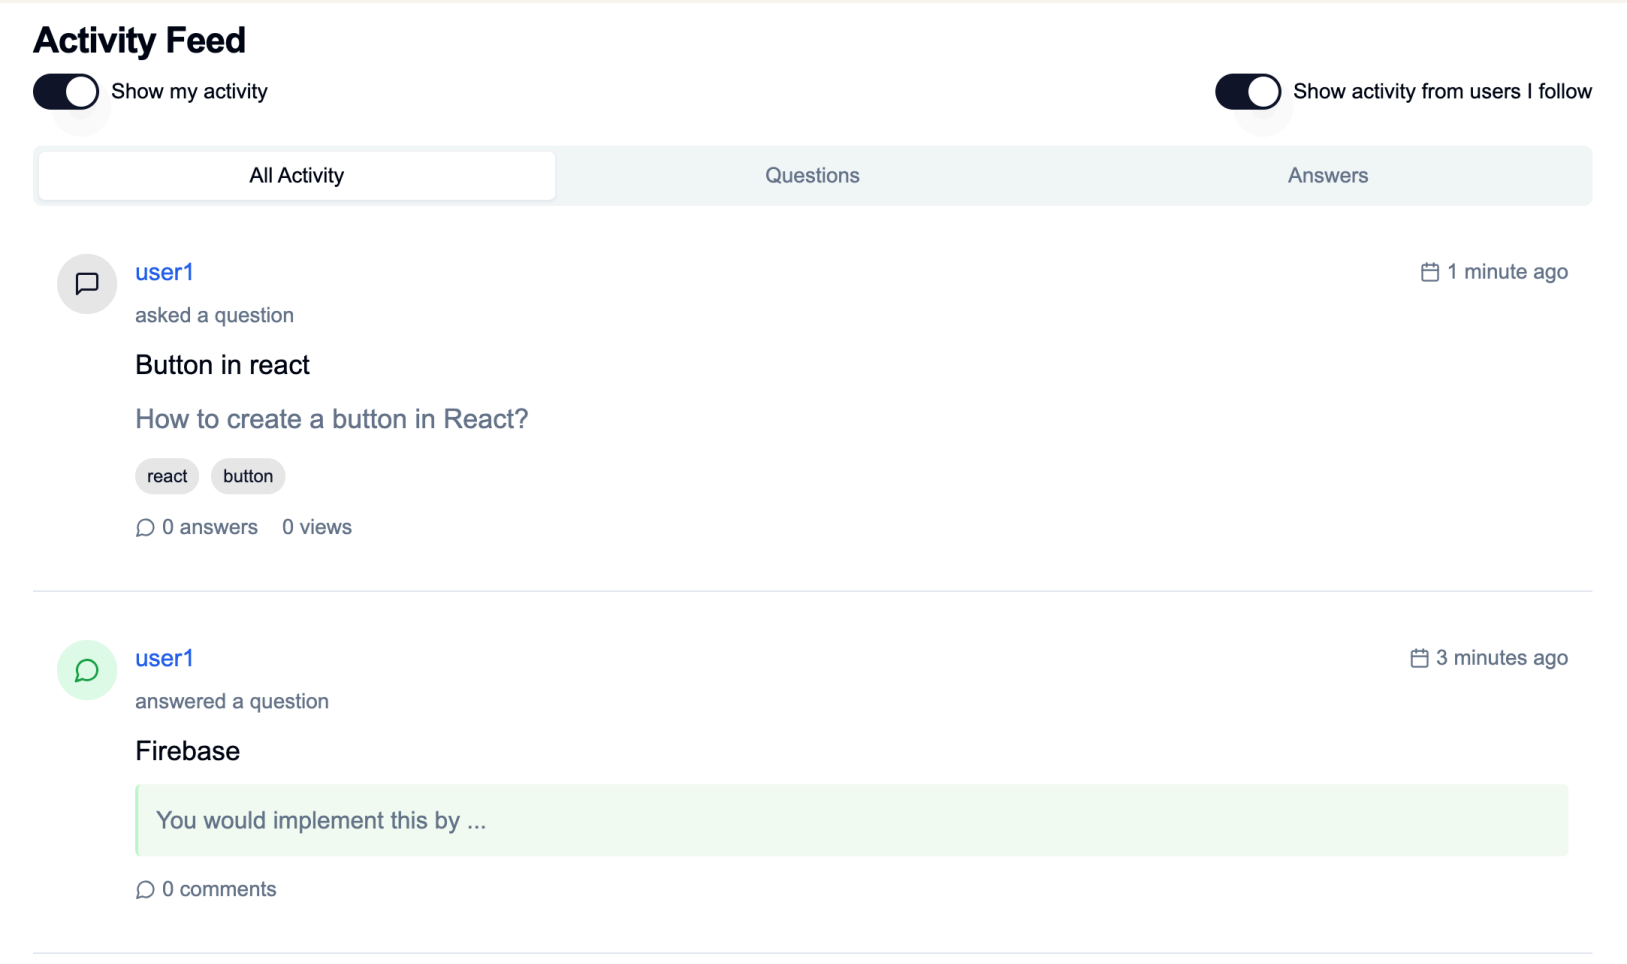 Activity Feed
Show my activity
Show activity from users I follow
All Activity
Questions
Answers
user1
1 minute ago
asked a question
Button in react
How to create a button in React?
react
button
0 answers
0 views
user1
3 minutes ago
answered a question
Firebase
You would implement this by ...
0 comments